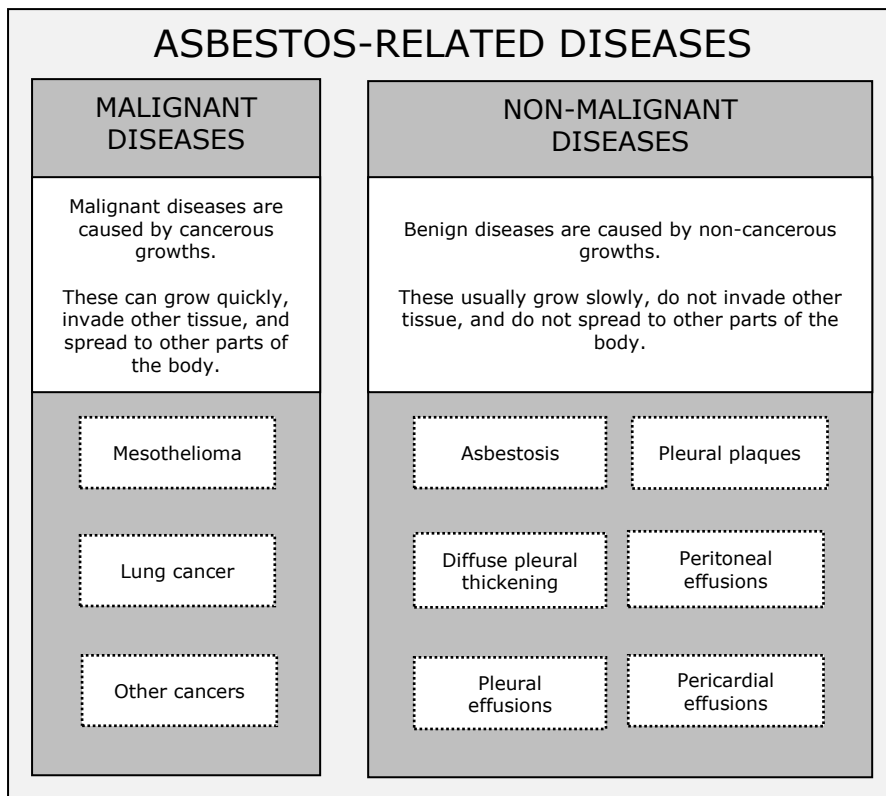 ASBESTOS-RELATED DISEASES
MALIGNANT
DISEASES
Malignant diseases are
caused by cancerous
growths.
These can grow quickly,
invade other tissue, and
spread to other parts of
the body.
Mesothelioma
Lung cancer
Other cancers
NON-MALIGNANT
DISEASES
Benign diseases are caused by non-cancerous
growths.
These usually grow slowly, do not invade other
tissue, and do not spread to other parts of the
body.
Asbestosis
Pleural plaques
Diffuse pleural
thickening
Peritoneal
effusions
Pleural
effusions
Pericardial
effusions